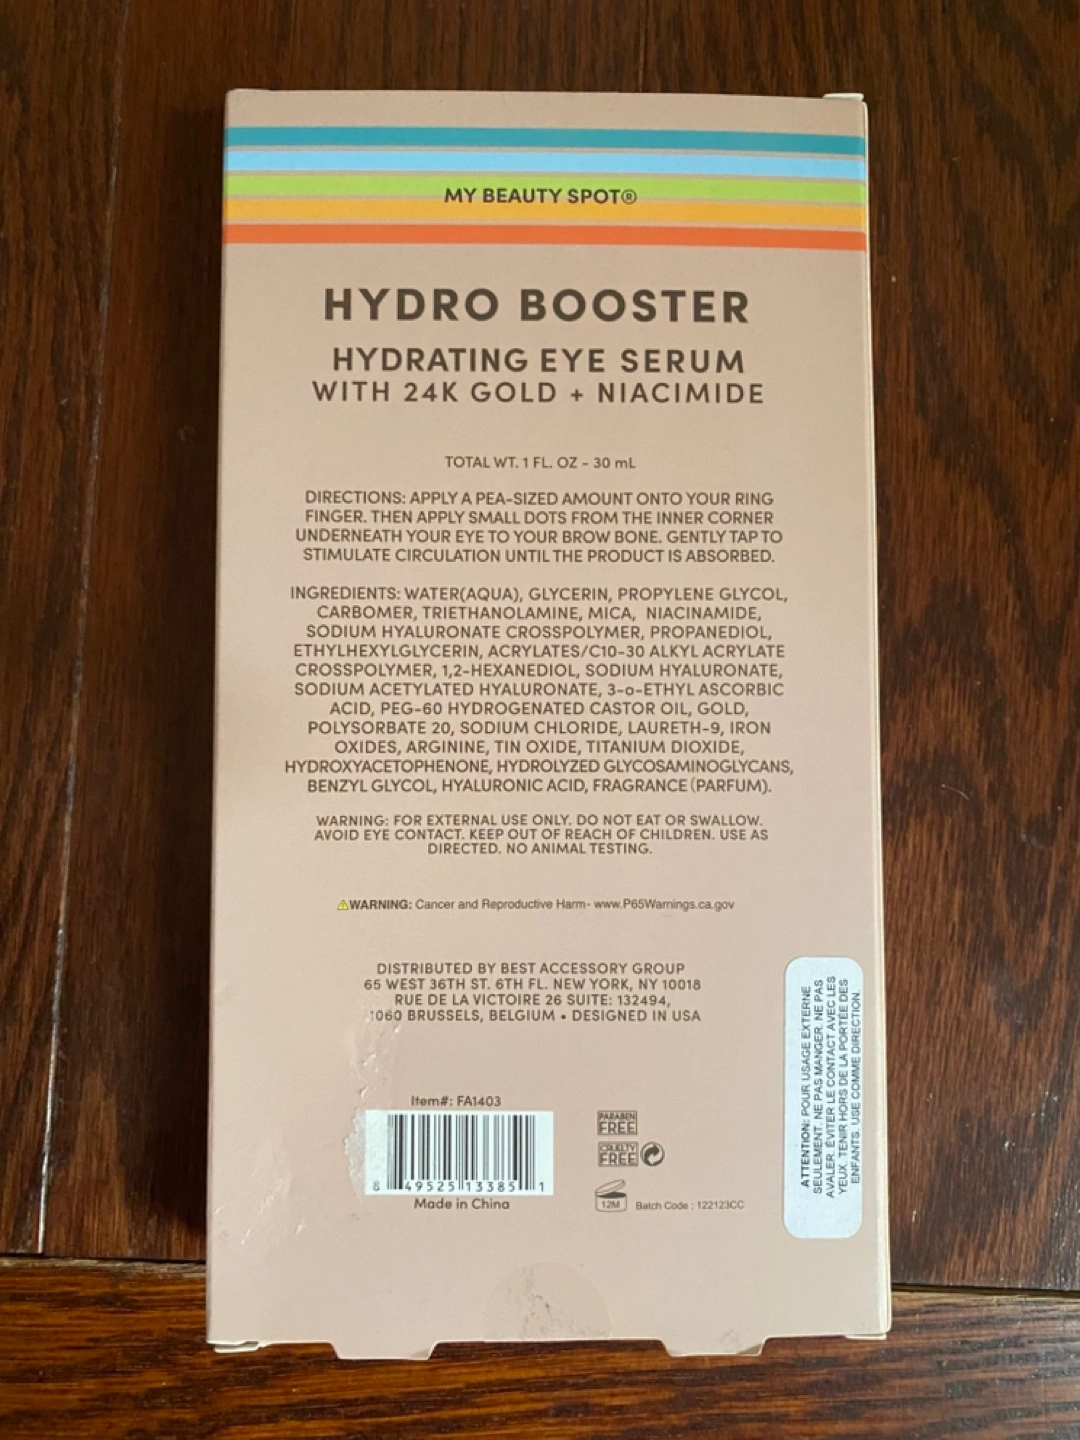 MY BEAUTY SPOT®
HYDRO BOOSTER
HYDRATING EYE SERUM
WITH 24K GOLD + NIACIMIDE
TOTAL WT. 1 FL. OZ - 30 mL
DIRECTIONS: APPLY A PEA-SIZED AMOUNT ONTO YOUR RING
FINGER. THEN APPLY SMALL DOTS FROM THE INNER CORNER
UNDERNEATH YOUR EYE TO YOUR BROW BONE. GENTLY TAP TO
STIMULATE CIRCULATION UNTIL THE PRODUCT IS ABSORBED.
INGREDIENTS: WATER(AQUA), GLYCERIN, PROPYLENE GLYCOL,
CARBOMER, TRIETHANOLAMINE, MICA, NIACINAMIDE,
SODIUM HYALURONATE CROSSPOLYMER, PROPANEDIOL,
ETHYLHEXYLGLYCERIN, ACRYLATES/C10-30 ALKYL ACRYLATE
CROSSPOLYMER, 1,2-HEXANEDIOL, SODIUM HYALURONATE,
SODIUM ACETYLATED HYALURONATE, 3-o-ETHYL ASCORBIC
ACID, PEG-60 HYDROGENATED CASTOR OIL, GOLD,
POLYSORBATE 20, SODIUM CHLORIDE, LAURETH-9, IRON
OXIDES, ARGININE, TIN OXIDE, TITANIUM DIOXIDE,
HYDROXYACETOPHENONE, HYDROLYZED GLYCOSAMINOGLYCANS,
BENZYL GLYCOL, HYALURONIC ACID, FRAGRANCE (PARFUM).
WARNING: FOR EXTERNAL USE ONLY. DO NOT EAT OR SWALLOW.
AVOID EYE CONTACT. KEEP OUT OF REACH OF CHILDREN. USE AS
DIRECTED. NO ANIMAL TESTING.
⚠WARNING: Cancer and Reproductive Harm- www.P65Warnings.ca.gov
DISTRIBUTED BY BEST ACCESSORY GROUP
65 WEST 36TH ST. 6TH FL. NEW YORK, NY 10018
RUE DE LA VICTOIRE 26 SUITE: 132494,
1060 BRUSSELS, BELGIUM • DESIGNED IN USA
Item#: FA1403
8 49525 13385 1
Made in China
PARABEN
FREE
CRUELTY
FREE
12M
Batch Code : 122123CC
ATTENTION: POUR USAGE EXTERNE
SEULEMENT. NE PAS MANGER. NE PAS
AVALER. ÉVITER LE CONTACT AVEC LES
YEUX. TENIR HORS DE LA PORTÉE DES
ENFANTS. USE COMME DIRECTION.